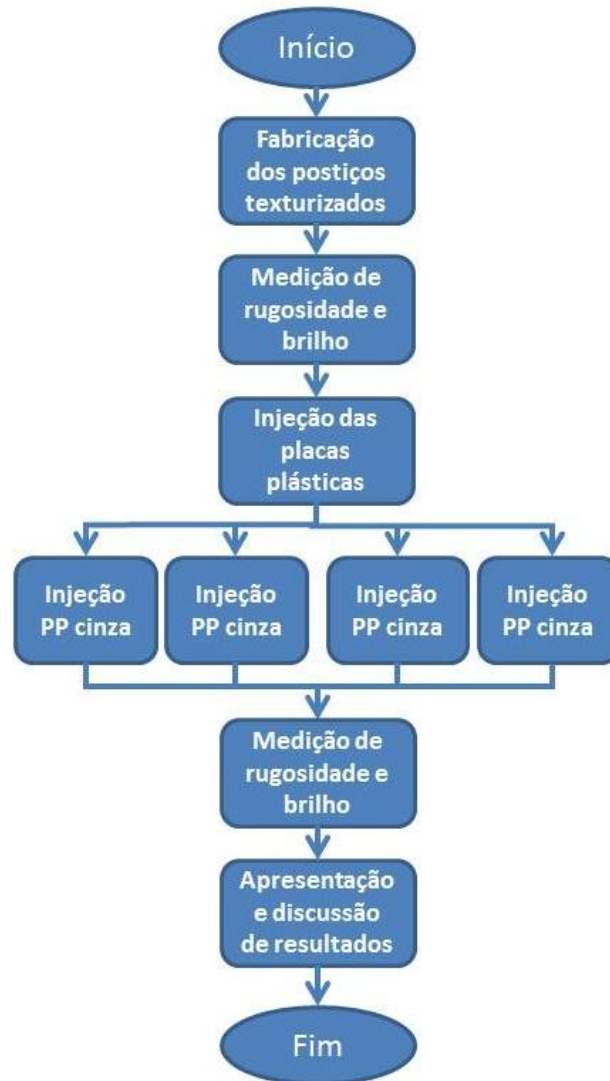 Início
Fabricação
dos postiços
texturizados
Medição de
rugosidade e
brilho
Injeção das
placas
plásticas
Injeção
PP cinza
Injeção
PP cinza
Injeção
PP cinza
Injeção
PP cinza
Medição de
rugosidade e
brilho
Apresentação
e discussão
de resultados
Fim